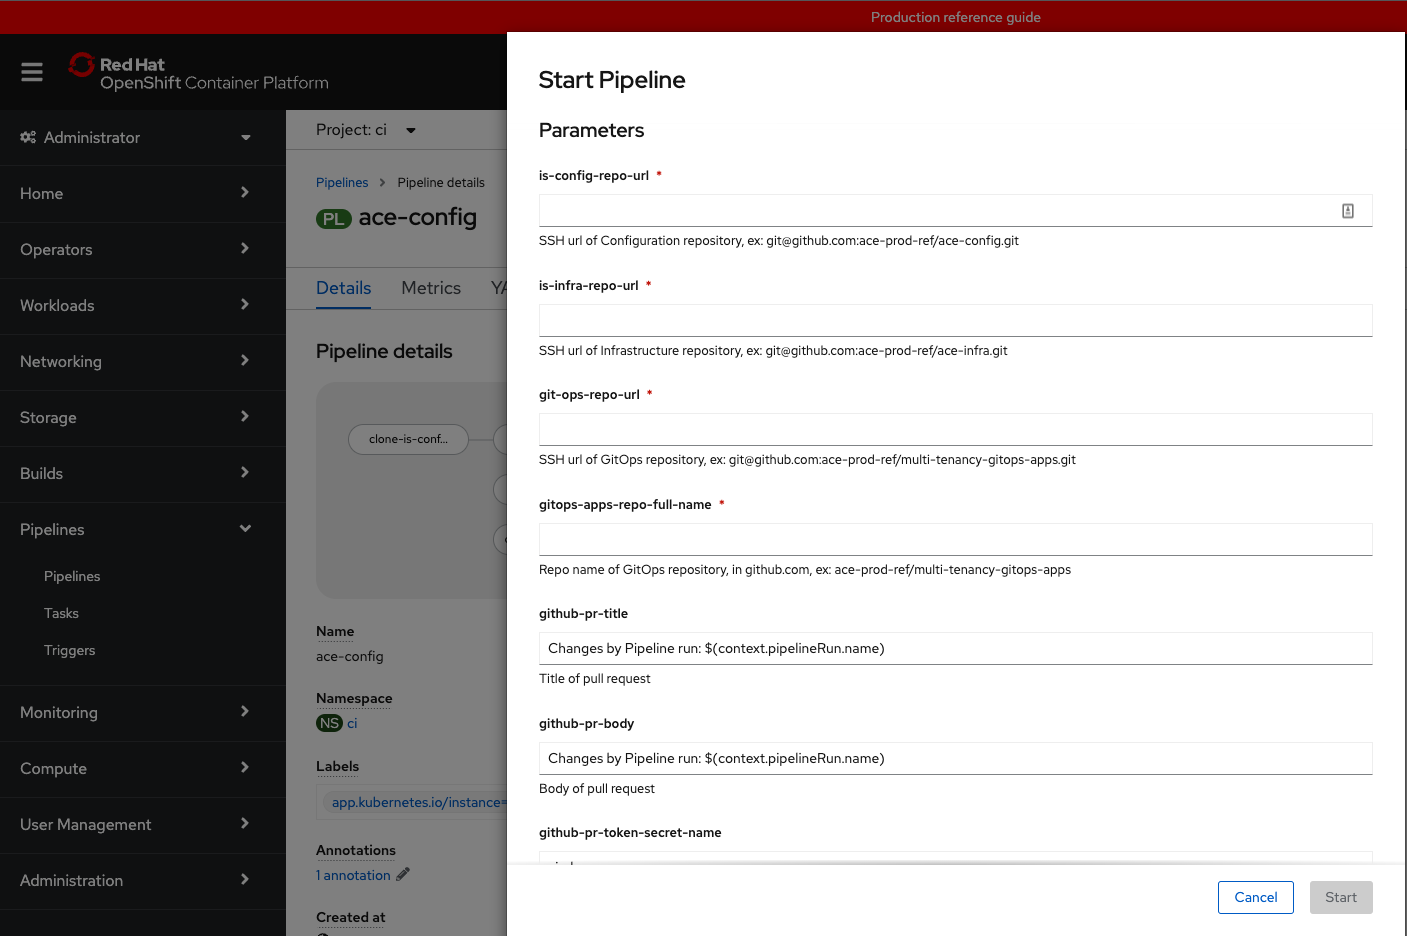 Production reference guide
Red Hat
OpenShift Container Platform
Administrator
Home
Operators
Workloads
Networking
Storage
Builds
Pipelines
Pipelines
Tasks
Triggers
Monitoring
Compute
User Management
Administration
Project: ci
Pipelines > Pipeline details
PL ace-config
Details Metrics YA
Pipeline details
clone-is-conf...
Name
ace-config
Namespace
NS ci
Labels
app.kubernetes.io/instance=
Annotations
1 annotation
Created at
Start Pipeline
Parameters
is-config-repo-url *
SSH url of Configuration repository, ex: git@github.com:ace-prod-ref/ace-config.git
is-infra-repo-url *
SSH url of Infrastructure repository, ex: git@github.com:ace-prod-ref/ace-infra.git
git-ops-repo-url *
SSH url of GitOps repository, ex: git@github.com:ace-prod-ref/multi-tenancy-gitops-apps.git
gitops-apps-repo-full-name *
Repo name of GitOps repository, in github.com, ex: ace-prod-ref/multi-tenancy-gitops-apps
github-pr-title
Changes by Pipeline run: $(context.pipelineRun.name)
Title of pull request
github-pr-body
Changes by Pipeline run: $(context.pipelineRun.name)
Body of pull request
github-pr-token-secret-name
Cancel Start